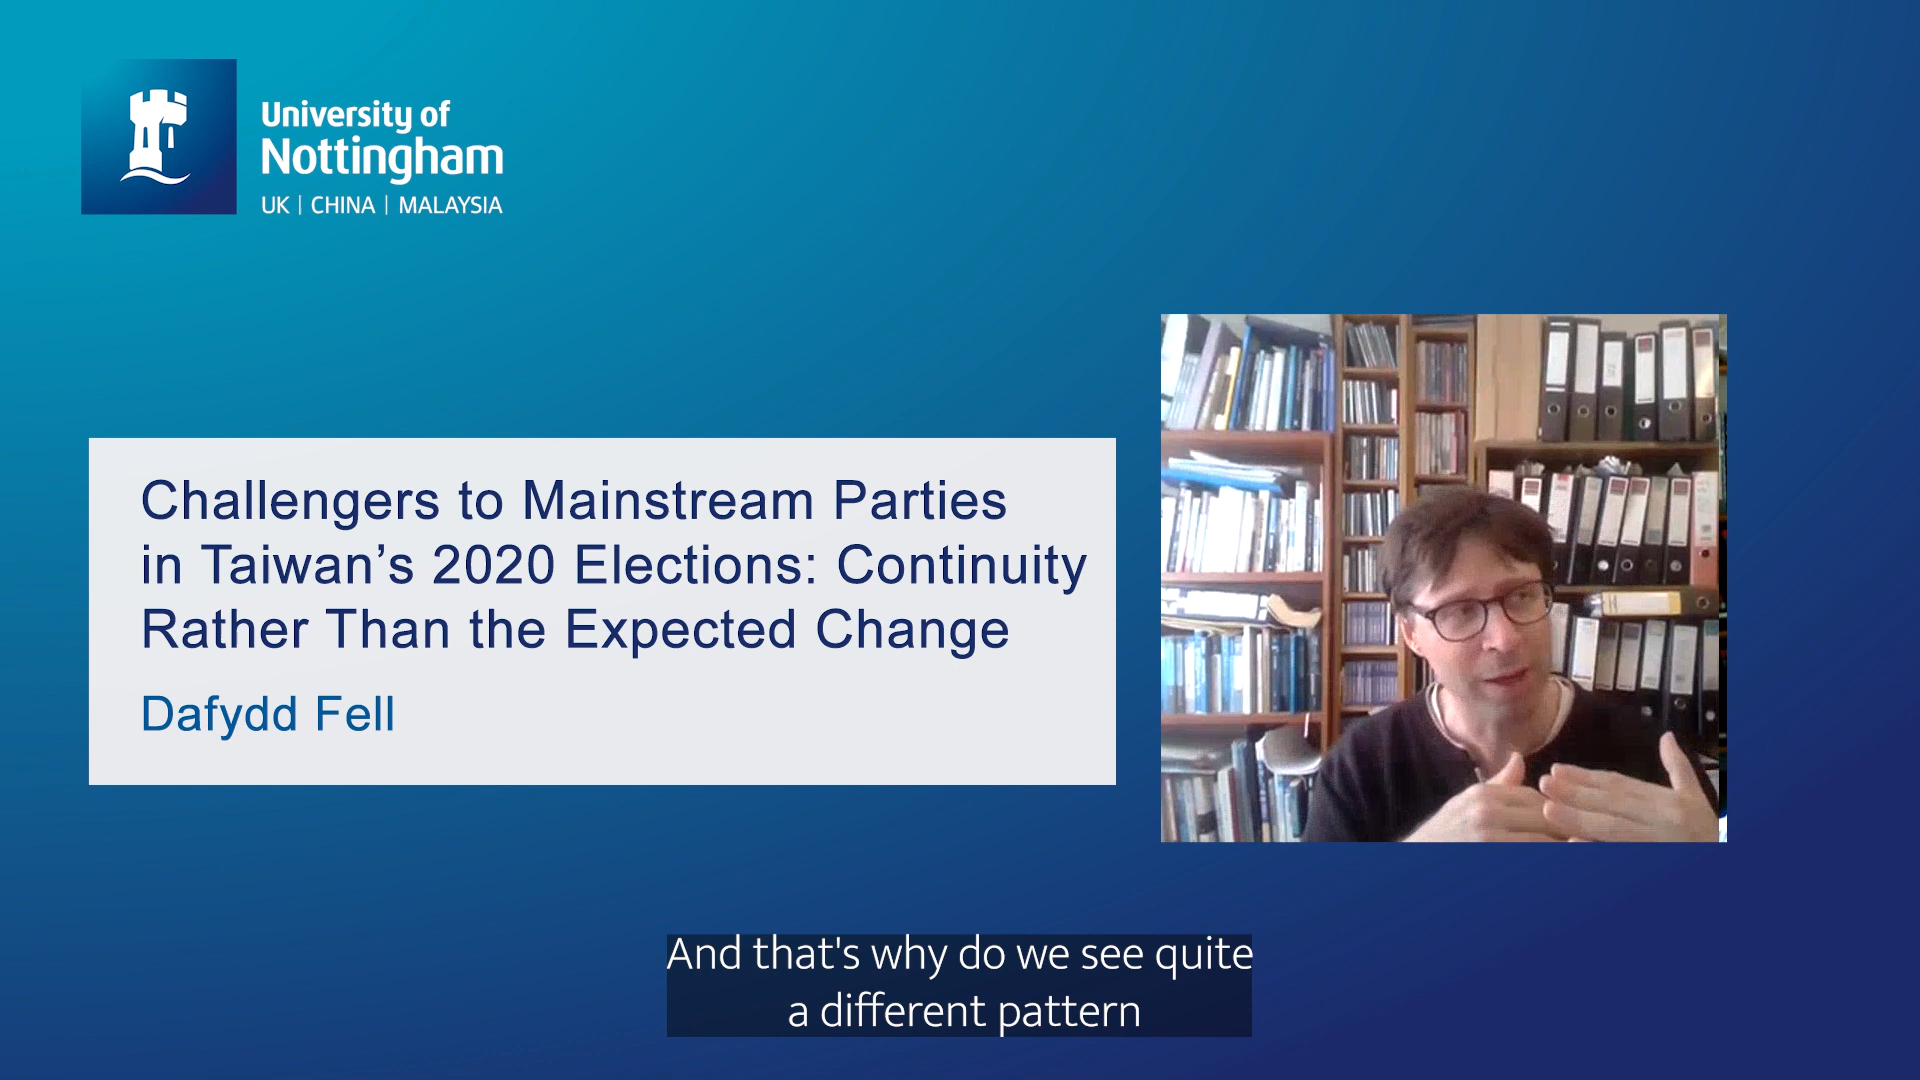 University of
Nottingham
UK | CHINA | MALAYSIA
Challengers to Mainstream Parties
in Taiwan’s 2020 Elections: Continuity
Rather Than the Expected Change
Dafydd Fell
And that's why do we see quite
a different pattern